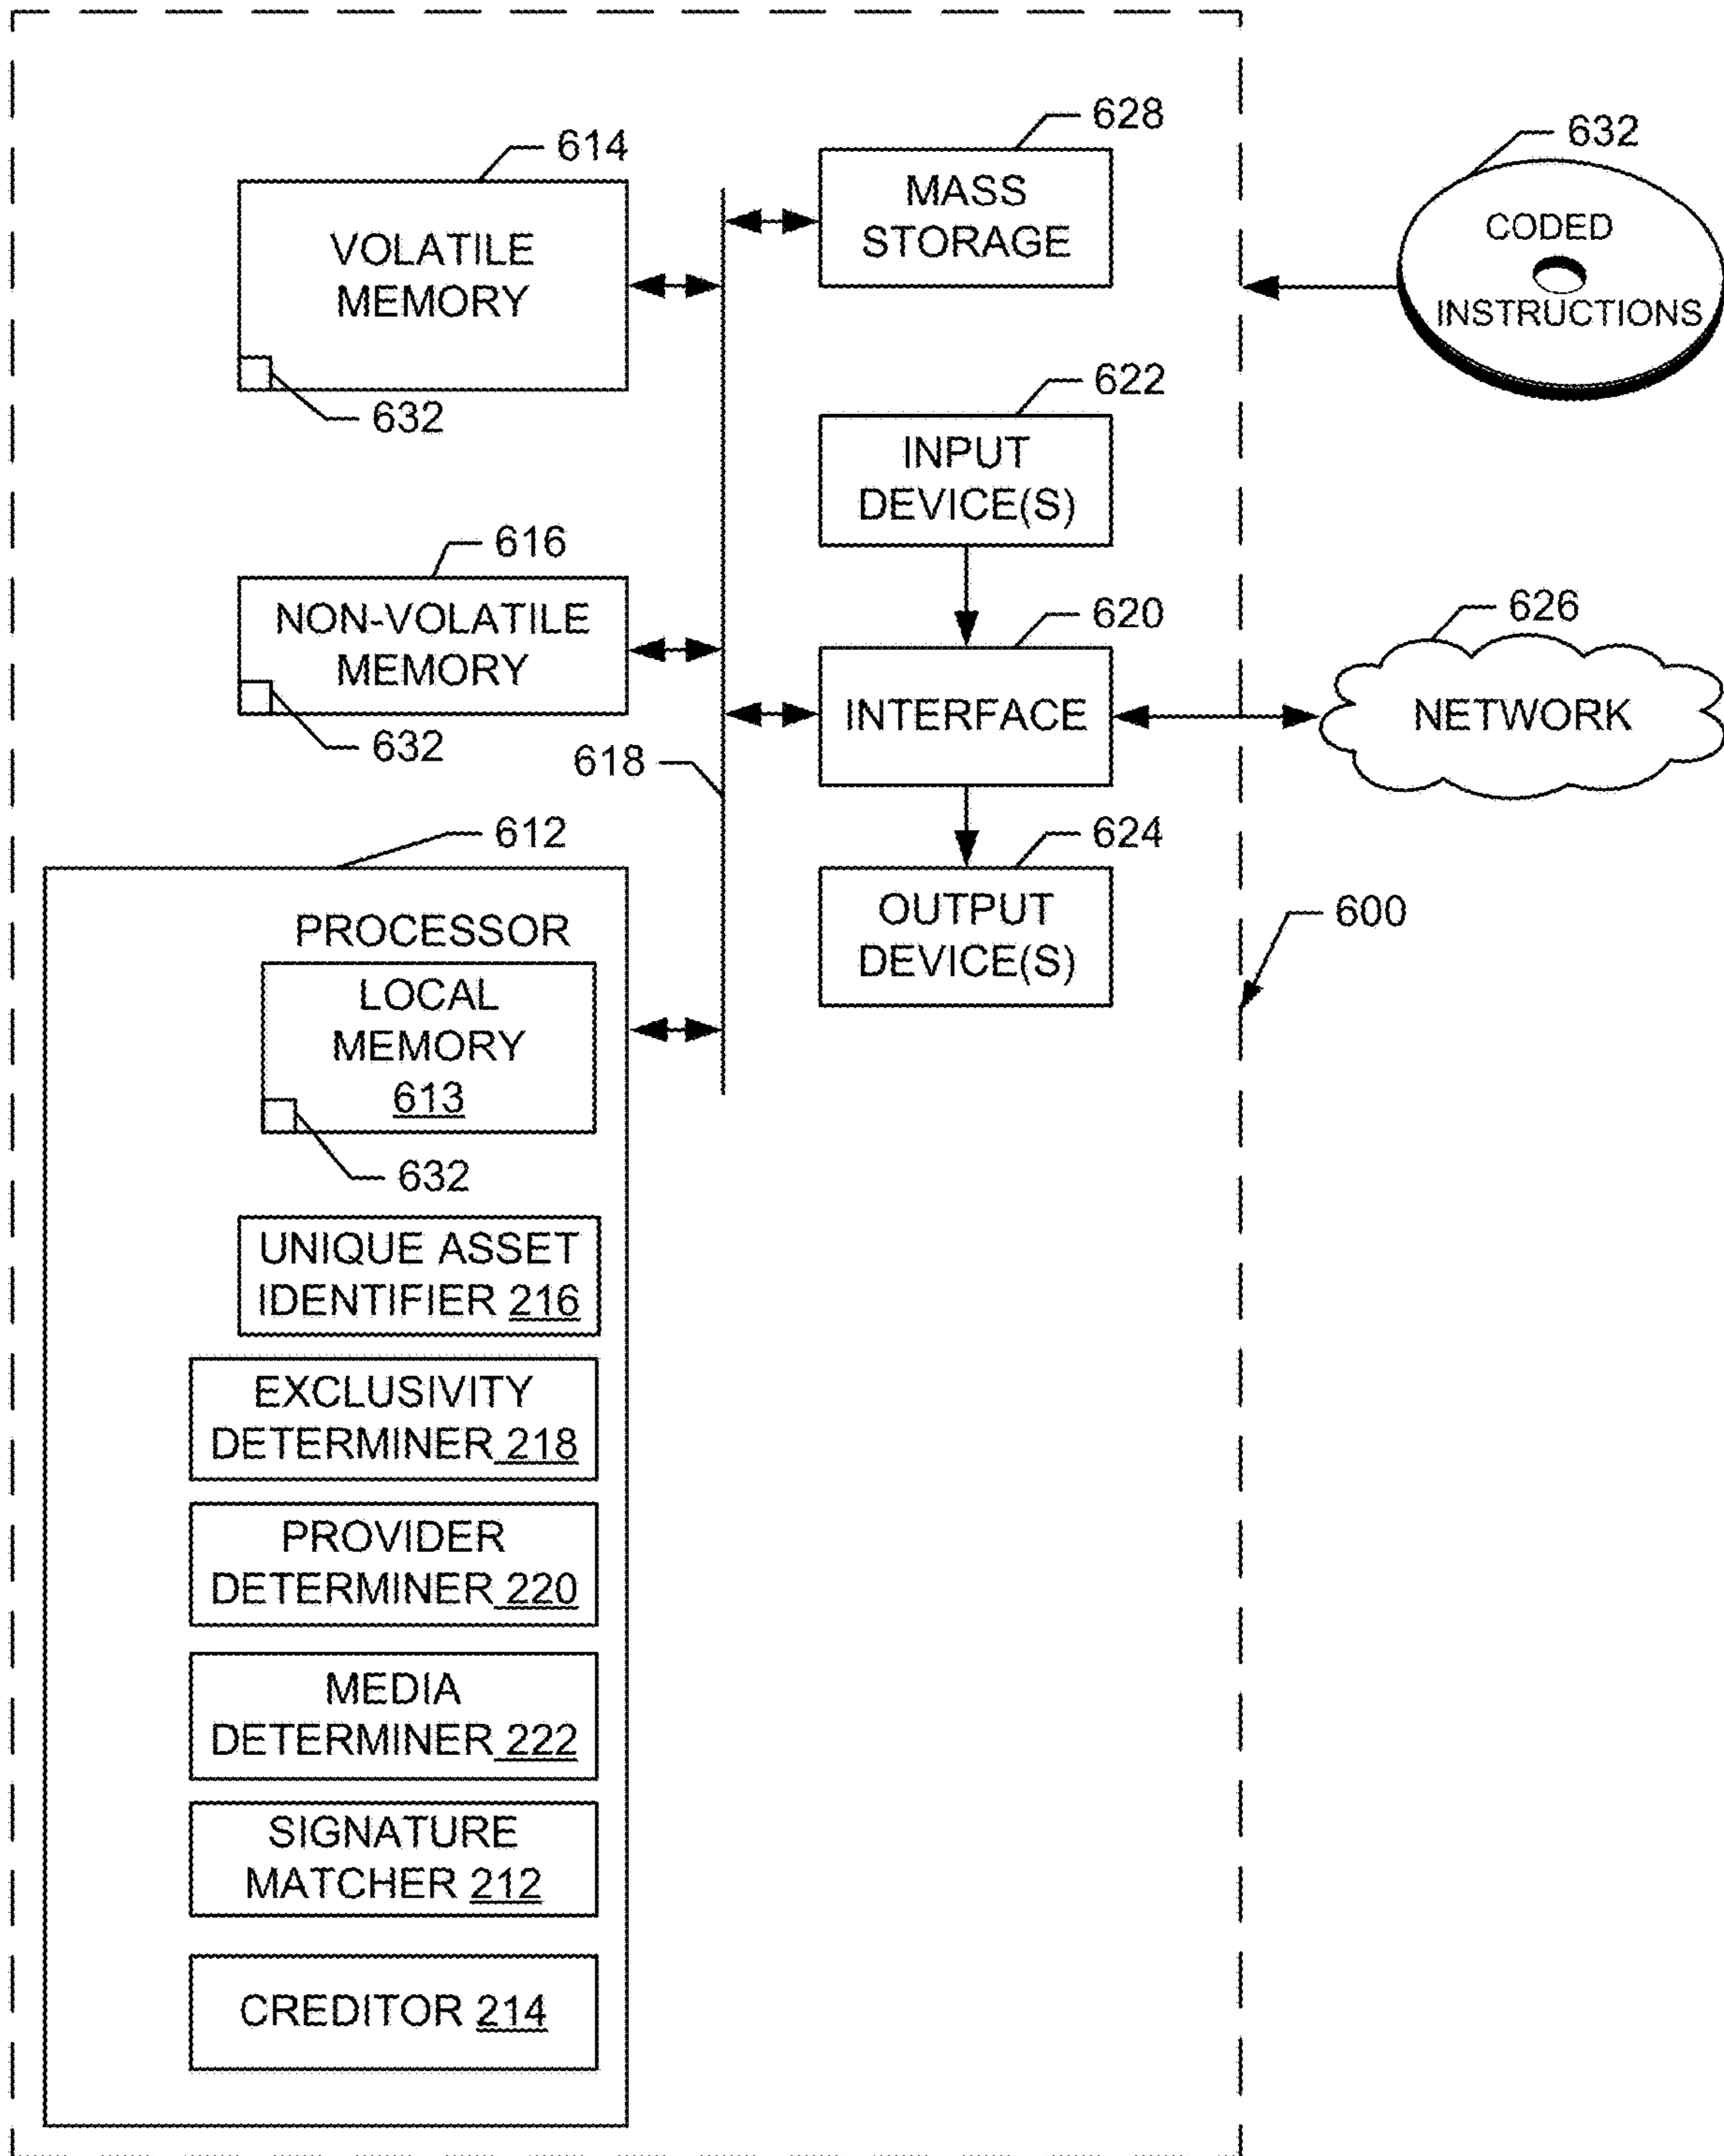 614
VOLATILE
MEMORY
632
628
MASS
STORAGE
632
CODED
INSTRUCTIONS
622
INPUT
DEVICE(S)
616
NON-VOLATILE
MEMORY
632
620
INTERFACE
626
NETWORK
618
624
OUTPUT
DEVICE(S)
600
612
PROCESSOR
LOCAL
MEMORY
613
632
UNIQUE ASSET
IDENTIFIER 216
EXCLUSIVITY
DETERMINER 218
PROVIDER
DETERMINER 220
MEDIA
DETERMINER 222
SIGNATURE
MATCHER 212
CREDITOR 214